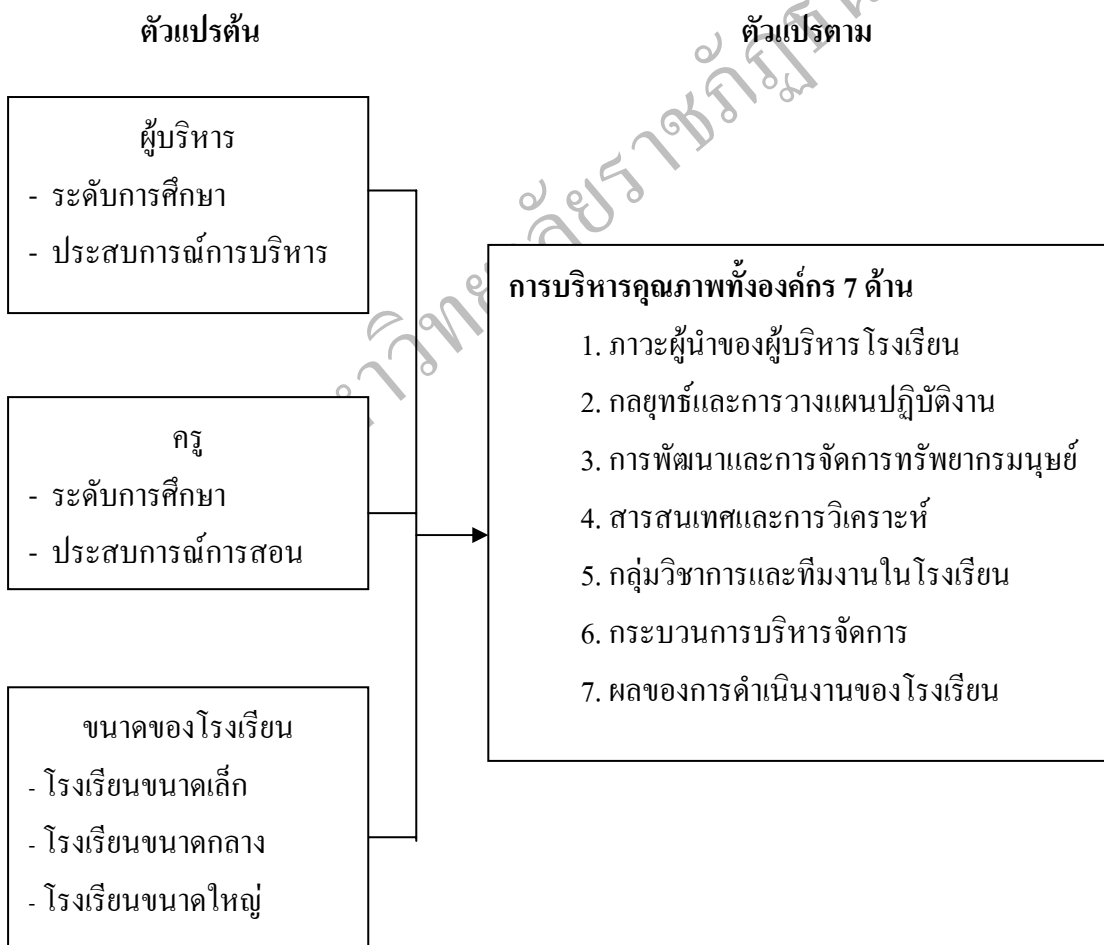 ตัวแปรต้น
ตัวแปรตาม
ผู้บริหาร
- ระดับการศึกษา
- ประสบการณ์การบริหาร
ครู
- ระดับการศึกษา
- ประสบการณ์การสอน
ขนาดของโรงเรียน
- โรงเรียนขนาดเล็ก
- โรงเรียนขนาดกลาง
- โรงเรียนขนาดใหญ่
การบริหารคุณภาพทั้งองค์กร 7 ด้าน
1. ภาวะผู้นำของผู้บริหารโรงเรียน
2. กลยุทธ์และการวางแผนปฏิบัติงาน
3. การพัฒนาและการจัดการทรัพยากรมนุษย์
4. สารสนเทศและการวิเคราะห์
5. กลุ่มวิชาการและทีมงานในโรงเรียน
6. กระบวนการบริหารจัดการ
7. ผลของการดำเนินงานของโรงเรียน